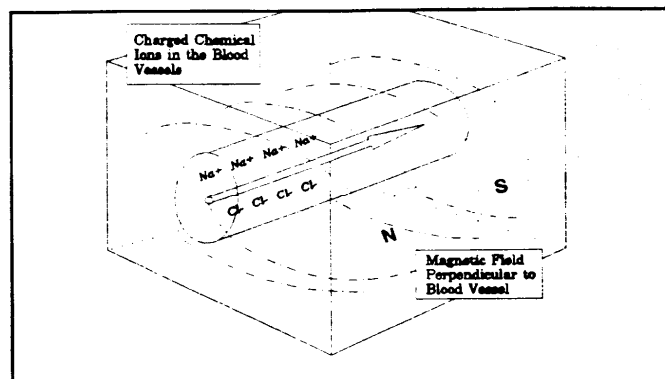 Charged Chemical
Ions in the Blood
Vessels
Na+ Na+ Na+ Na+
Cl- Cl- Cl- Cl-
S
N
Magnetic Field
Perpendicular to
Blood Vessel